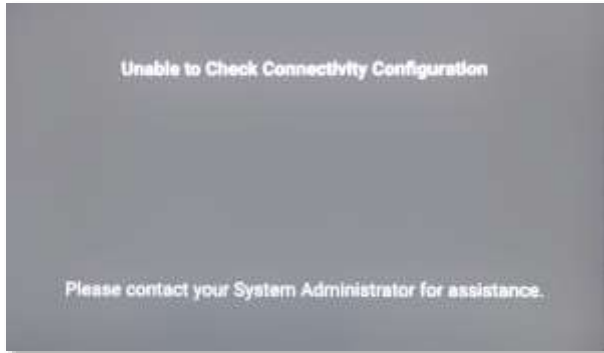 Unable to Check Connectivity Configuration
Please contact your System Administrator for assistance.